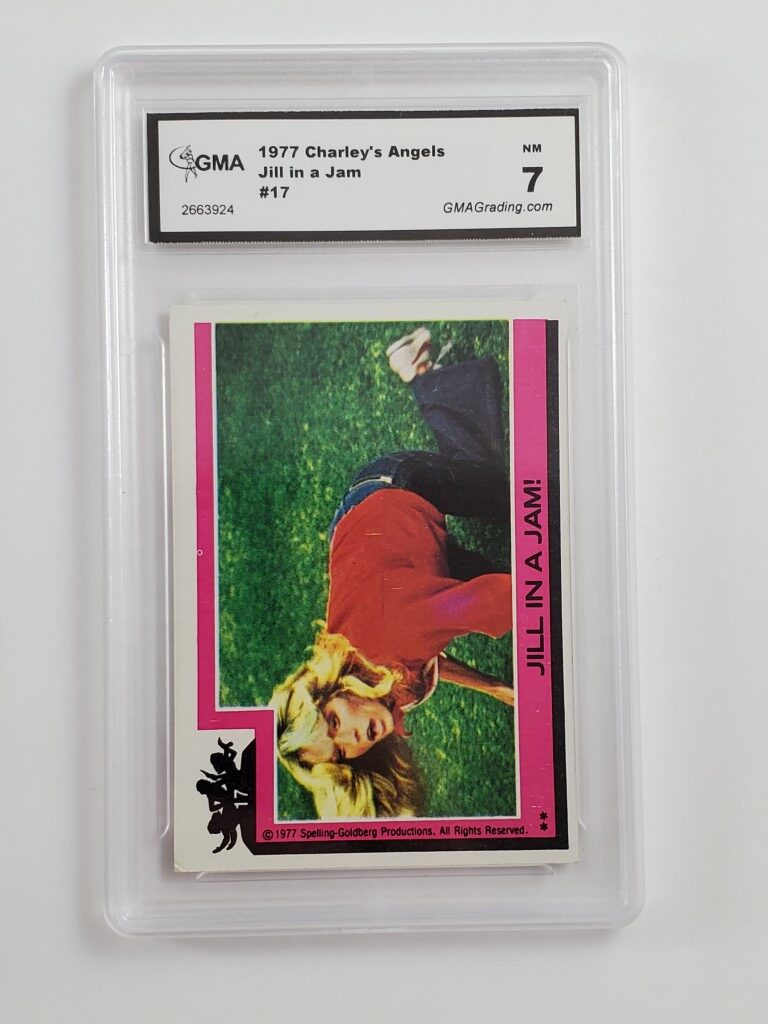 GMA
1977 Charley's Angels
Jill in a Jam
#17
2663924
NM
7
GMAGrading.com
JILL IN A JAM!
17
©1977 Spelling-Goldberg Productions. All Rights Reserved.
**